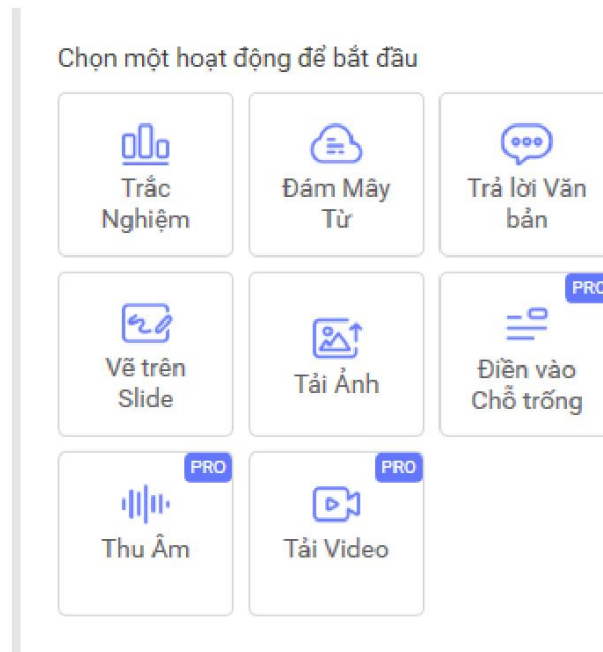 Chọn một hoạt động để bắt đầu
Trắc
Nghiệm
Đám Mây
Từ
Trả lời Văn
bản
Vẽ trên
Slide
Tải Ảnh
PRO
Điền vào
Chỗ trống
PRO
Thu Âm
PRO
Tải Video